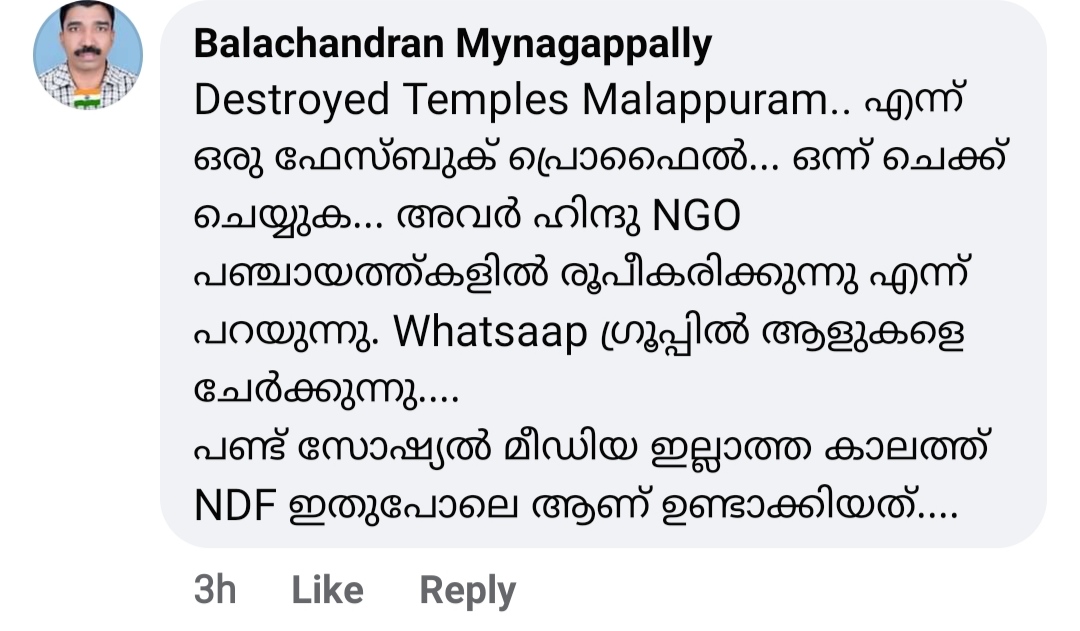 Balachandran Mynagappally
Destroyed Temples Malappuram.. എന്ന്
ഒരു ഫേസ്ബുക് പ്രൊഫൈൽ... ഒന്ന് ചെക്ക്
ചെയ്യുക... അവർ ഹിന്ദു NGO
പഞ്ചായത്ത്കളിൽ രൂപീകരിക്കുന്നു എന്ന്
പറയുന്നു. Whatsaap ഗ്രൂപ്പിൽ ആളുകളെ
ചേർക്കുന്നു....
പണ്ട് സോഷ്യൽ മീഡിയ ഇല്ലാത്ത കാലത്ത്
NDF ഇതുപോലെ ആണ് ഉണ്ടാക്കിയത്....
3h Like Reply